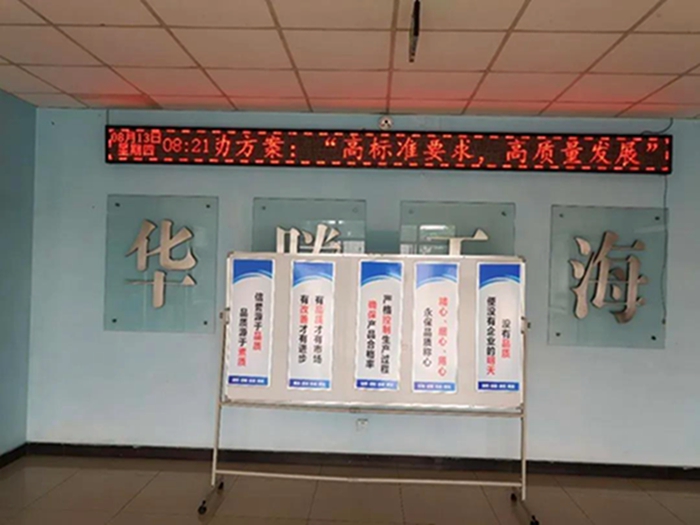 08月13日
星期四
08:21
办方案：“高标准要求，高质量发展”
华
腾
海
信誉源于品质
品质源于素质
有品质才有市场
有改善才有进步
严格控制生产过程
确保产品合格率
精心、细心、用心
永保品质称心
没有品质
便没有企业的明天